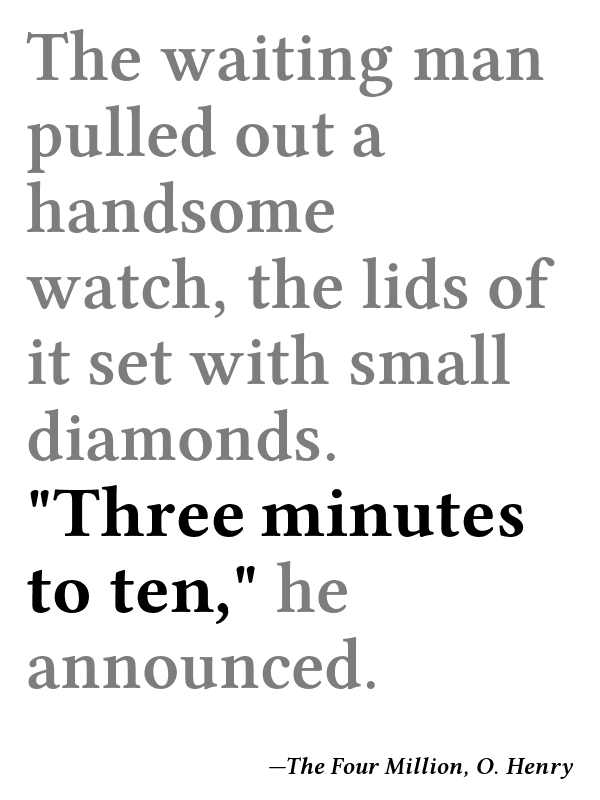 The waiting man
pulled out a
handsome
watch, the lids of
it set with small
diamonds.
"Three minutes
to ten," he
announced.
—The Four Million, O. Henry